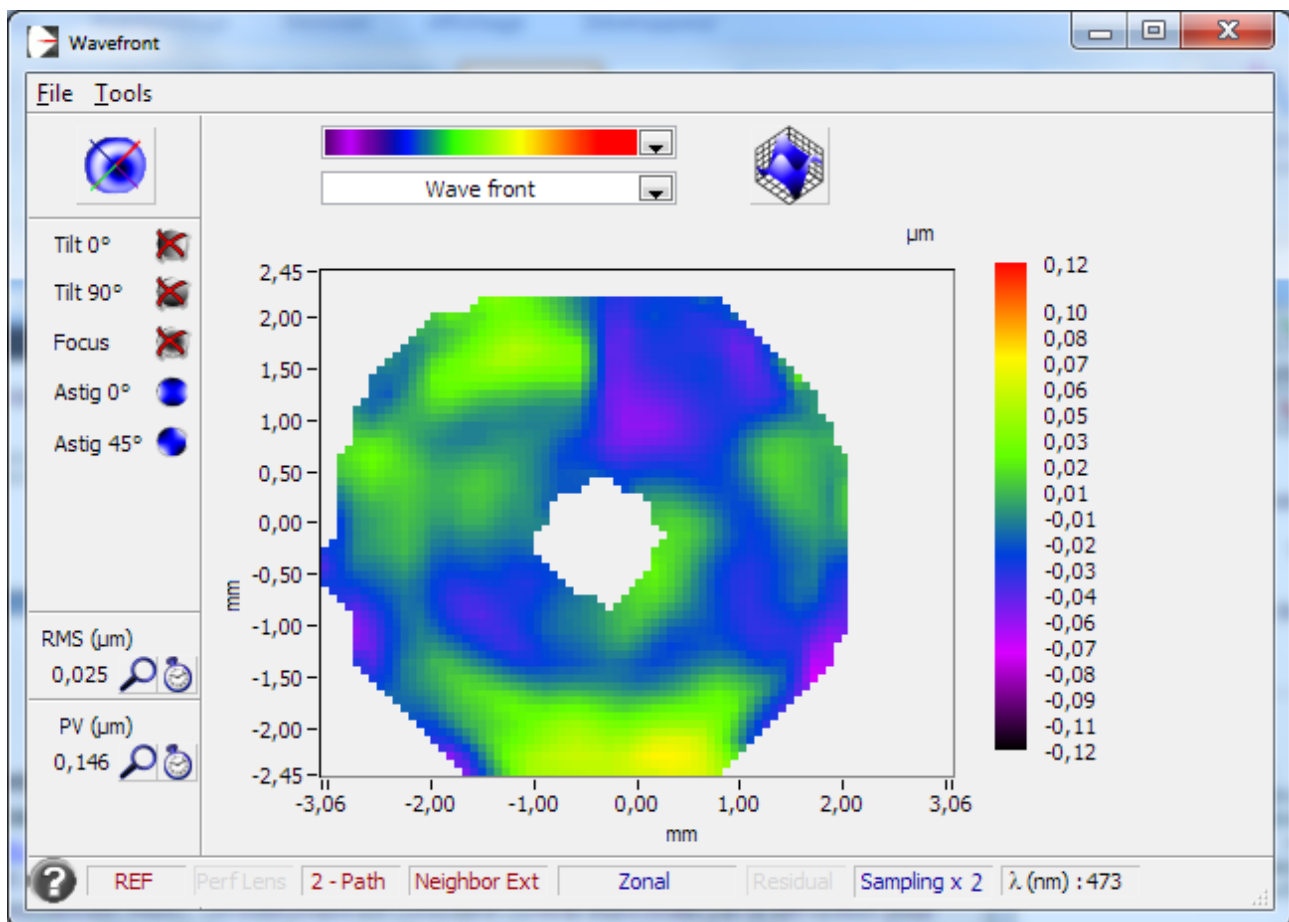 Wavefront
File Tools
Wave front
Tilt 0°
Tilt 90°
Focus
Astig 0°
Astig 45°
RMS (µm)
0,025
PV (µm)
0,146
µm
2,45
2,00
1,50
1,00
0,50
0,00
-0,50
-1,00
-1,50
-2,00
-2,45
mm
-3,06 -2,00 -1,00 0,00 1,00 2,00 3,06
mm
0,12
0,10
0,08
0,07
0,06
0,05
0,03
0,02
0,01
-0,01
-0,02
-0,03
-0,04
-0,06
-0,07
-0,08
-0,09
-0,11
-0,12
? REF Perf Lens 2 - Path Neighbor Ext Zonal Residual Sampling x 2 λ (nm) : 473